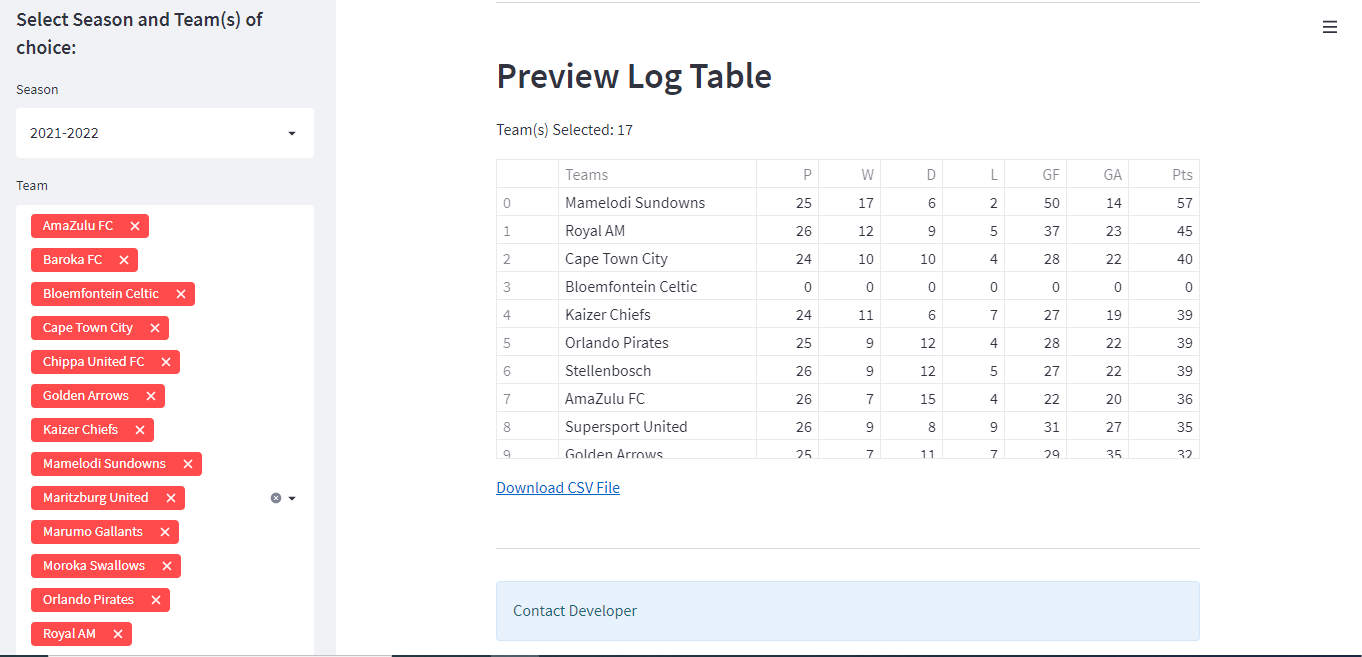 Select Season and Team(s) of
choice:
Season
2021-2022
Team
AmaZulu FC
Baroka FC
Bloemfontein Celtic
Cape Town City
Chippa United FC
Golden Arrows
Kaizer Chiefs
Mamelodi Sundowns
Maritzburg United
Marumo Gallants
Moroka Swallows
Orlando Pirates
Royal AM
Preview Log Table
Team(s) Selected: 17
Teams P W D L GF GA Pts
0 Mamelodi Sundowns 25 17 6 2 50 14 57
1 Royal AM 26 12 9 5 37 23 45
2 Cape Town City 24 10 10 4 28 22 40
3 Bloemfontein Celtic 0 0 0 0 0 0 0
4 Kaizer Chiefs 24 11 6 7 27 19 39
5 Orlando Pirates 25 9 12 4 28 22 39
6 Stellenbosch 26 9 12 5 27 22 39
7 AmaZulu FC 26 7 15 4 22 20 36
8 Supersport United 26 9 8 9 31 27 35
9 Golden Arrows 25 7 11 7 29 35 32
Download CSV File
Contact Developer